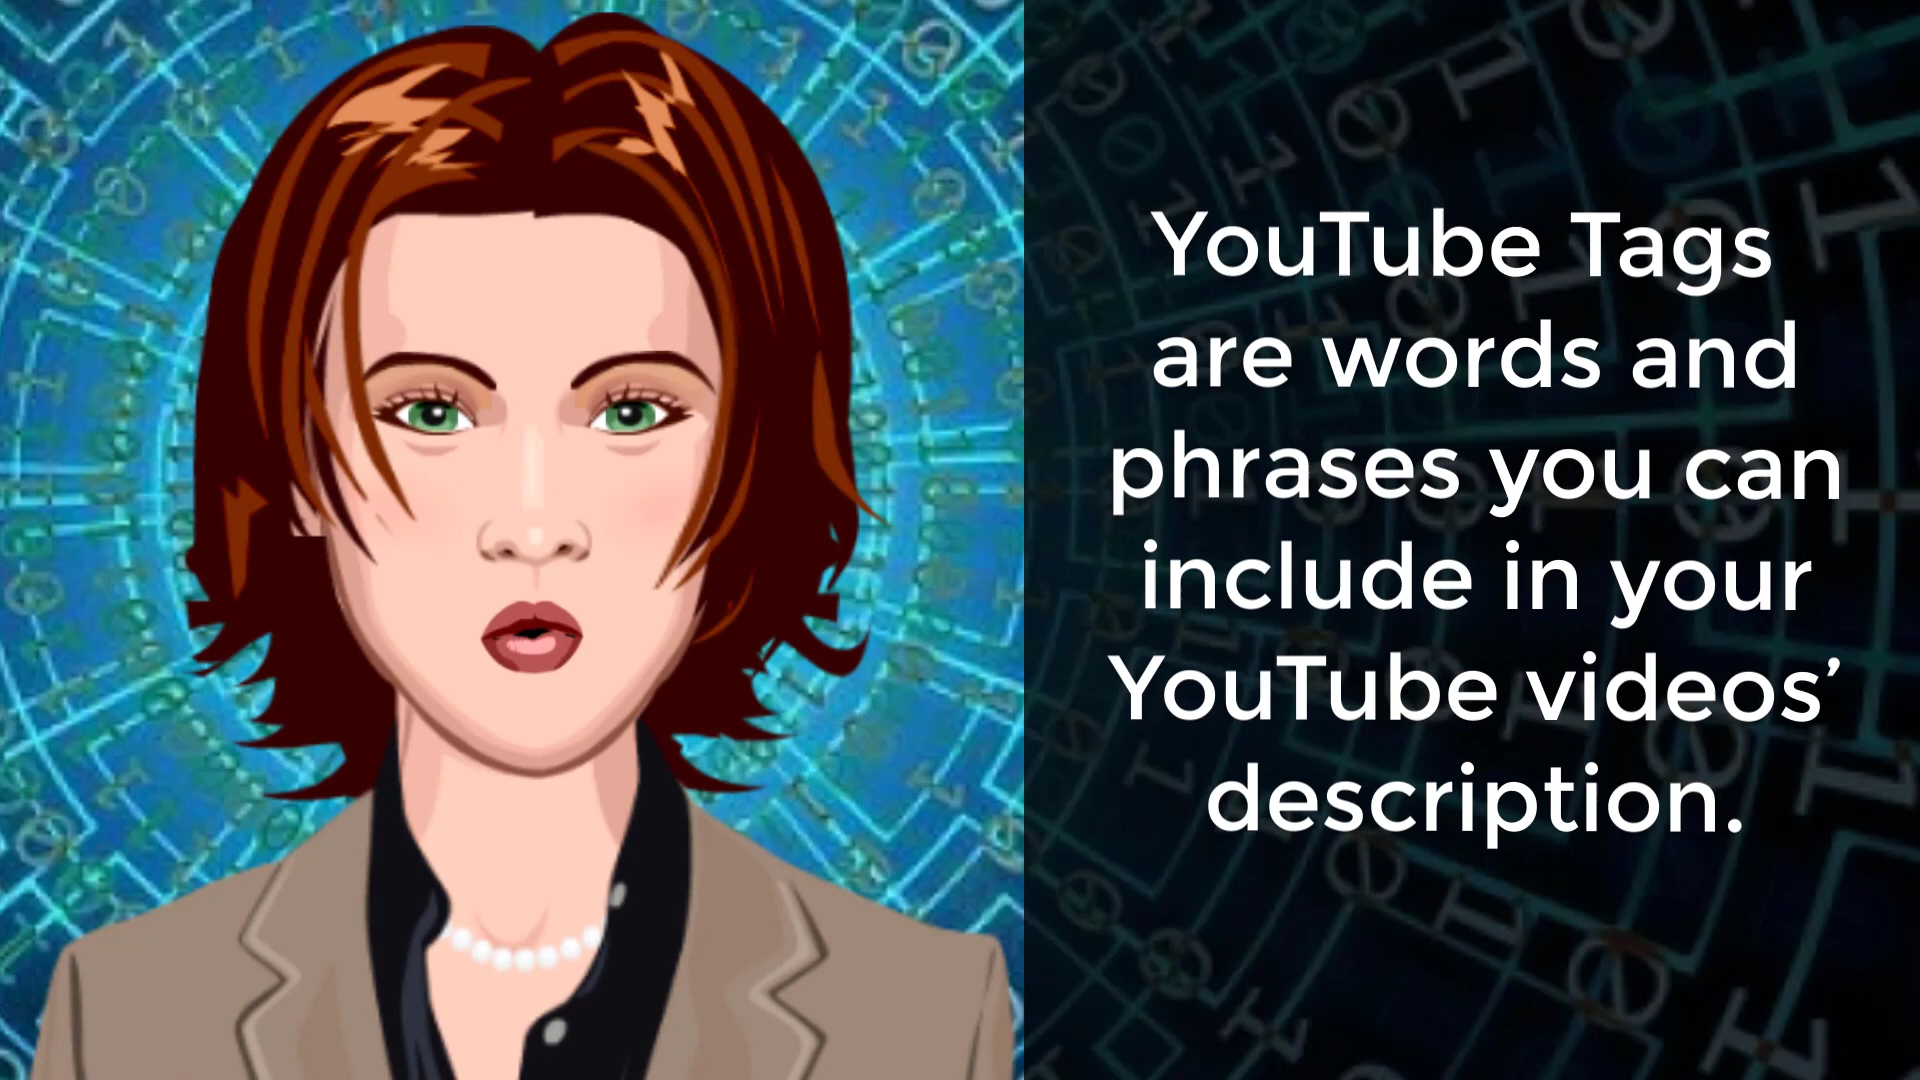 YouTube Tags
are words and
phrases you can
include in your
YouTube videos’
description.